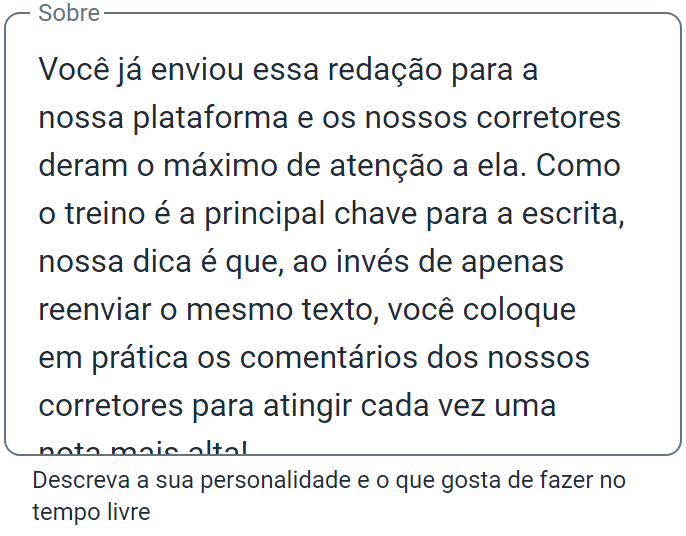 Sobre
Você já enviou essa redação para a
nossa plataforma e os nossos corretores
deram o máximo de atenção a ela. Como
o treino é a principal chave para a escrita,
nossa dica é que, ao invés de apenas
reenviar o mesmo texto, você coloque
em prática os comentários dos nossos
corretores para atingir cada vez uma
nota mais alta!
Descreva a sua personalidade e o que gosta de fazer no
tempo livre